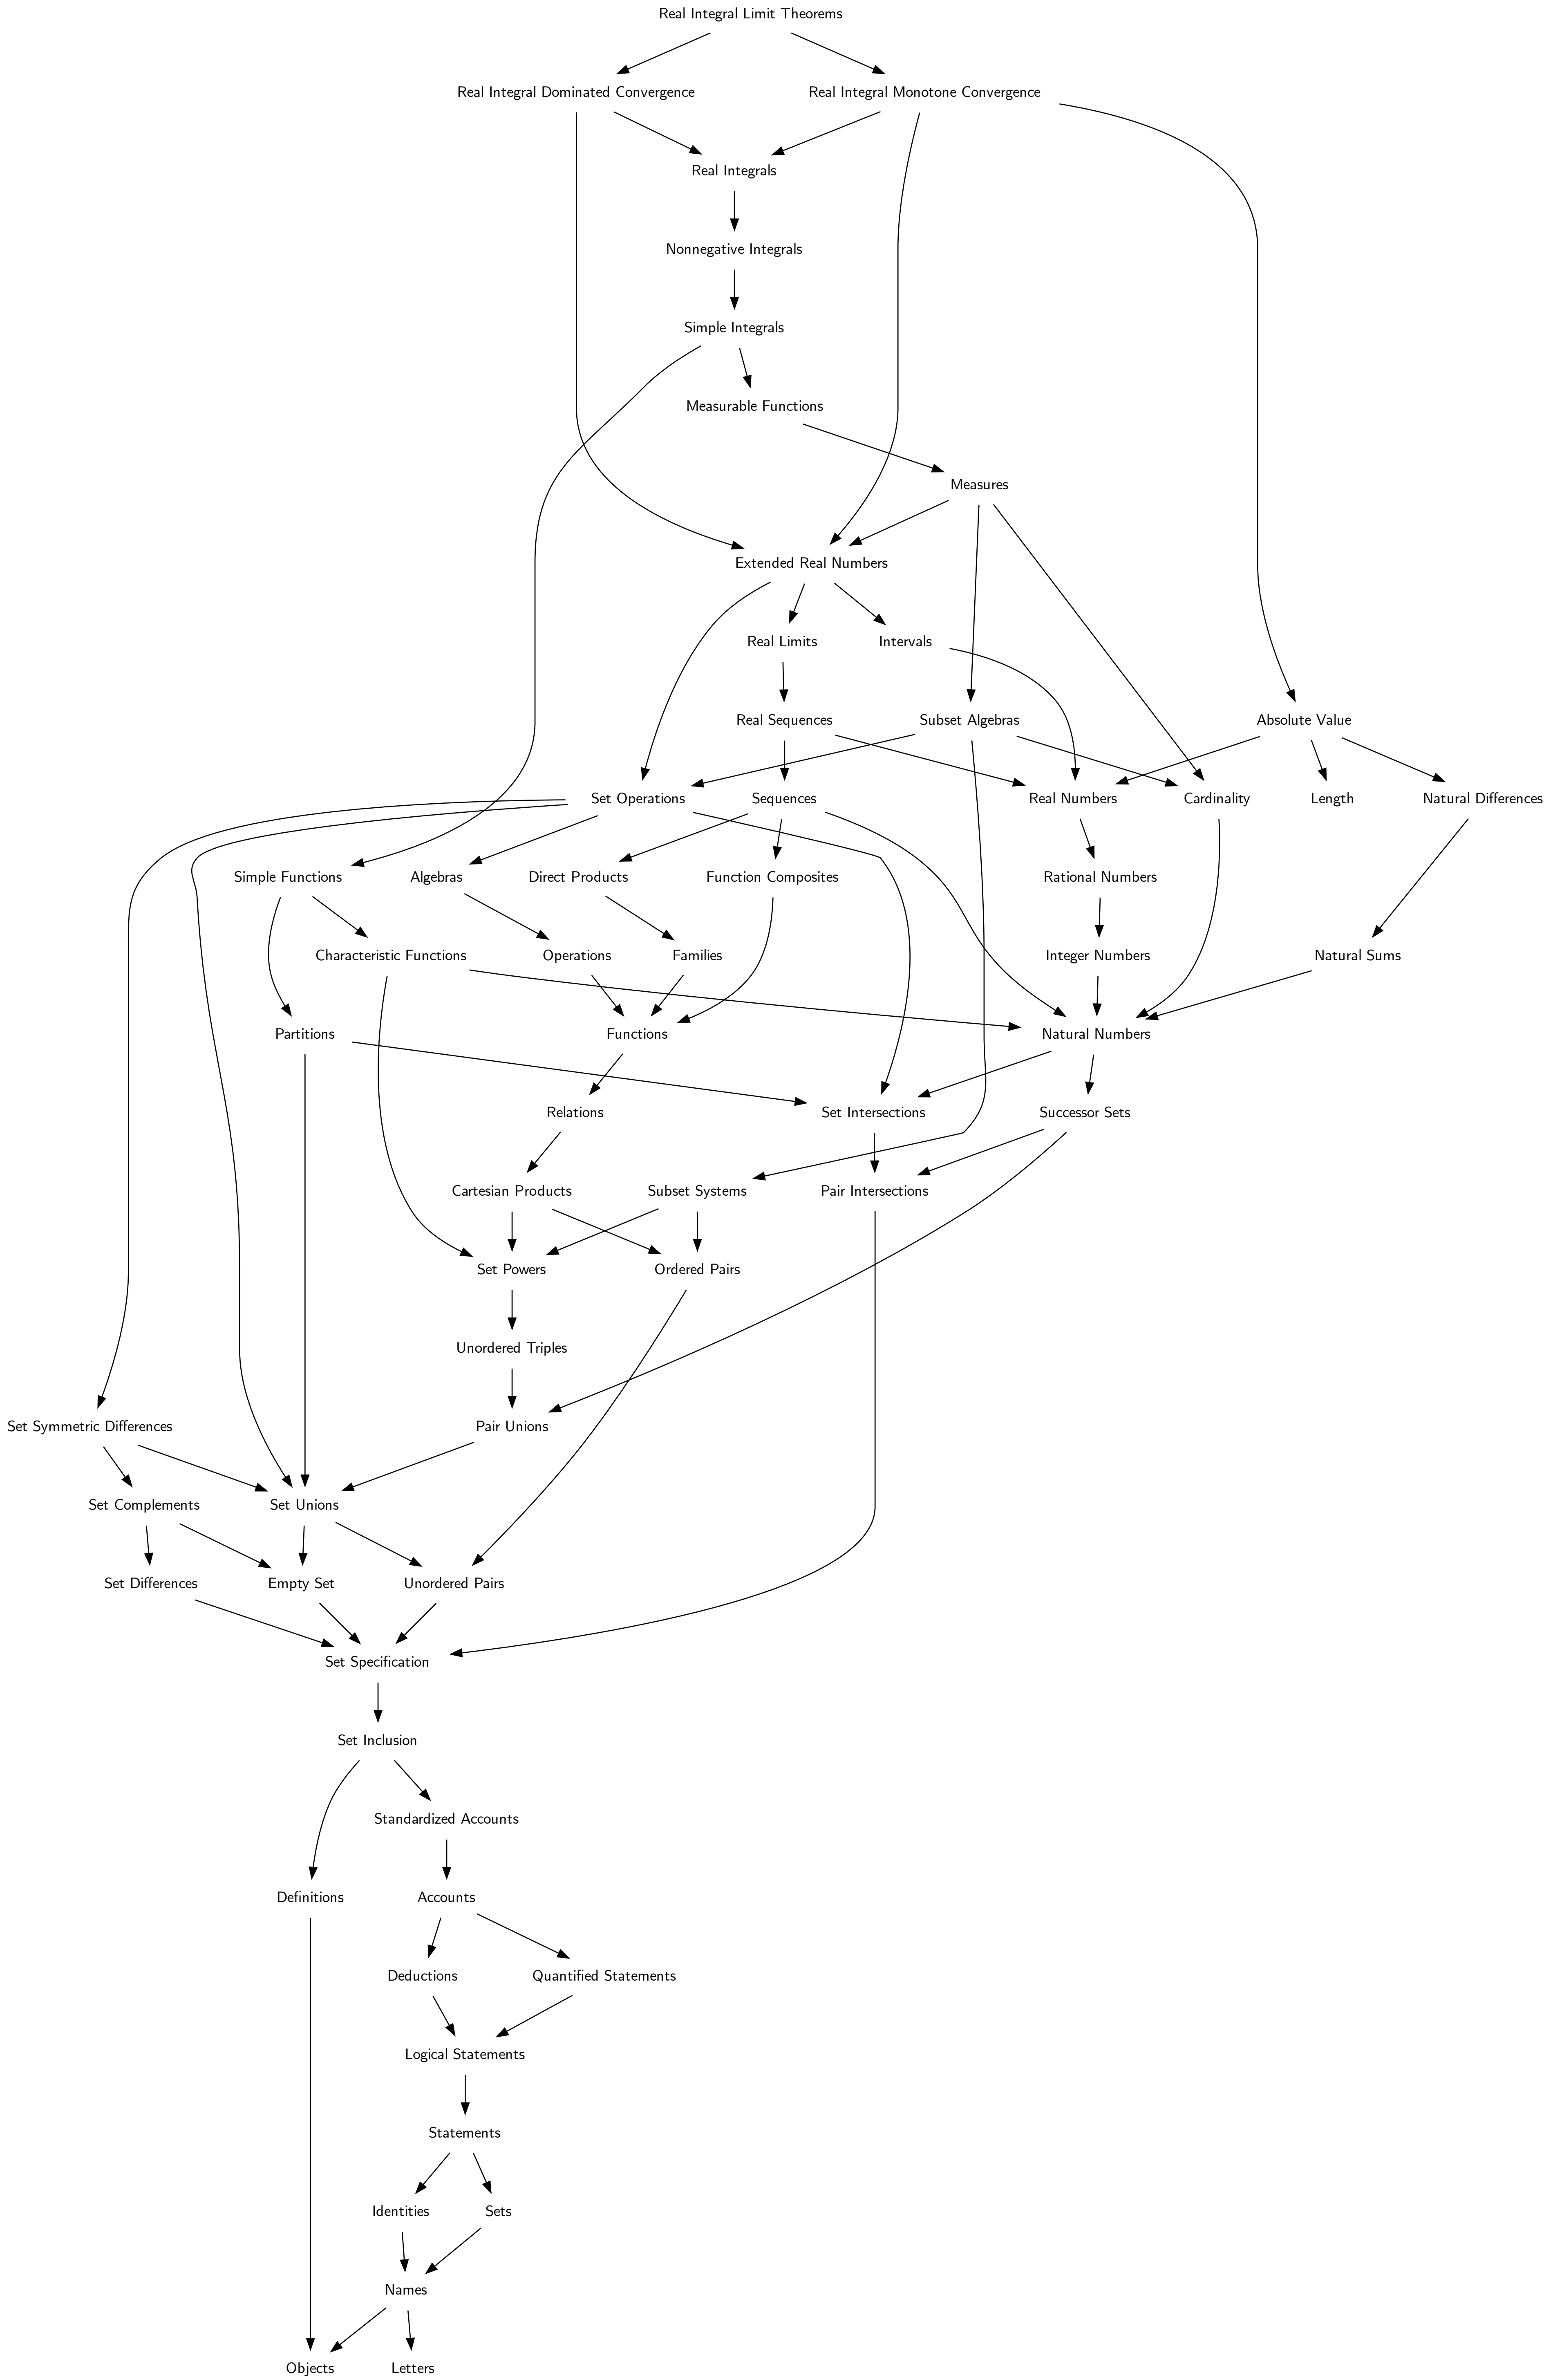 Real Integral Limit Theorems
Real Integral Dominated Convergence
Real Integral Monotone Convergence
Real Integrals
Nonnegative Integrals
Simple Integrals
Measurable Functions
Measures
Extended Real Numbers
Real Limits
Intervals
Real Sequences
Subset Algebras
Absolute Value
Set Operations
Sequences
Real Numbers
Cardinality
Length
Natural Differences
Simple Functions
Algebras
Direct Products
Function Composites
Rational Numbers
Characteristic Functions
Operations
Families
Integer Numbers
Natural Sums
Partitions
Functions
Natural Numbers
Relations
Set Intersections
Successor Sets
Cartesian Products
Subset Systems
Pair Intersections
Set Powers
Ordered Pairs
Unordered Triples
Set Symmetric Differences
Pair Unions
Set Complements
Set Unions
Set Differences
Empty Set
Unordered Pairs
Set Specification
Set Inclusion
Standardized Accounts
Definitions
Accounts
Deductions
Quantified Statements
Logical Statements
Statements
Identities
Sets
Names
Objects
Letters